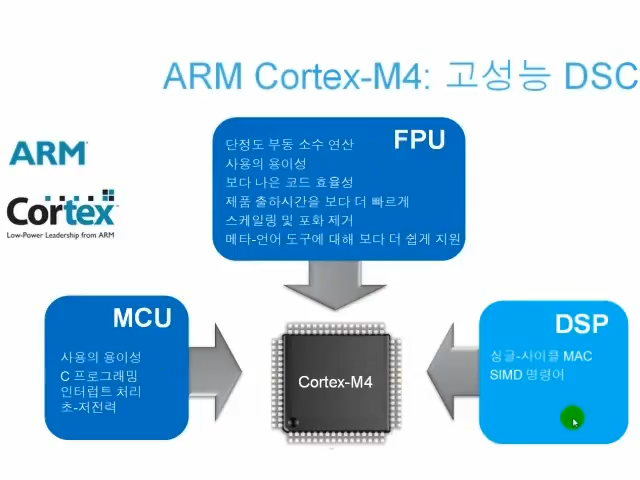 ARM Cortex-M4: 고성능 DSC
ARM
Cortex
Low-Power Leadership from ARM
FPU
단정도 부동 소수 연산
사용의 용이성
보다 나은 코드 효율성
제품 출하시간을 보다 더 빠르게
스케일링 및 포화 제거
메타-언어 도구에 대해 보다 더 쉽게 지원
MCU
사용의 용이성
C 프로그래밍
인터럽트 처리
초-저전력
Cortex-M4
DSP
싱글-사이클 MAC
SIMD 명령어